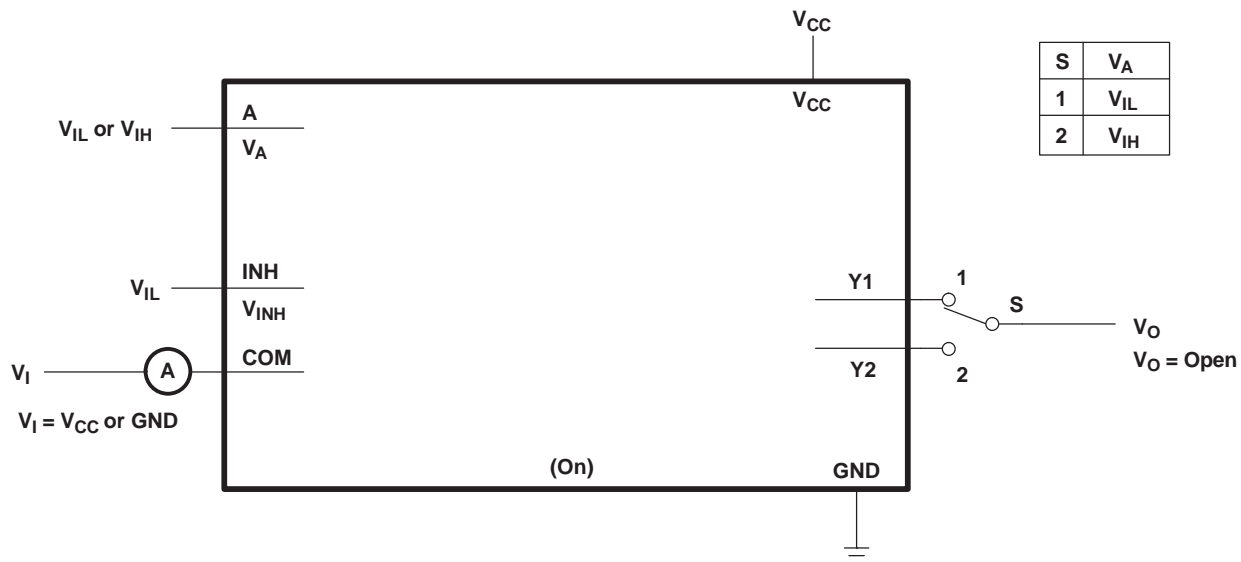 VCC
S VA
1 VIL
2 VIH
VCC
A
VIL or VIH
VA
INH
VIL
VINH
Y1
1
S
VO
VO = Open
COM
Y2
2
VI
A
VI = VCC or GND
(On)
GND